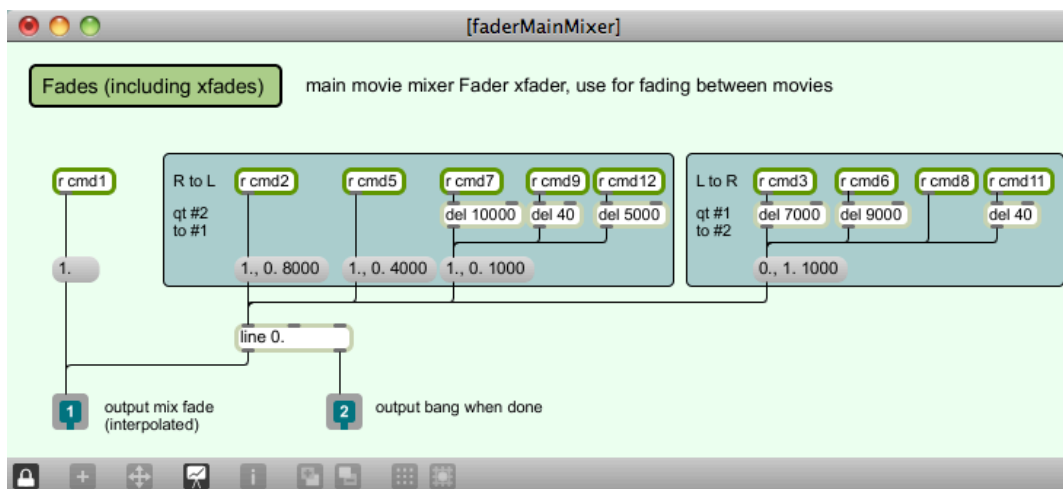 [faderMainMixer]
Fades (including xfades)
main movie mixer Fader xfader, use for fading between movies
r cmd1
R to L
r cmd2
r cmd5
r cmd7
r cmd9
r cmd12
L to R
r cmd3
r cmd6
r cmd8
r cmd11
qt #2
to #1
del 10000
del 40
del 5000
qt #1
to #2
del 7000
del 9000
del 40
1.
1., 0. 8000
1., 0. 4000
1., 0. 1000
0., 1. 1000
line 0.
1
output mix fade
(interpolated)
2
output bang when done